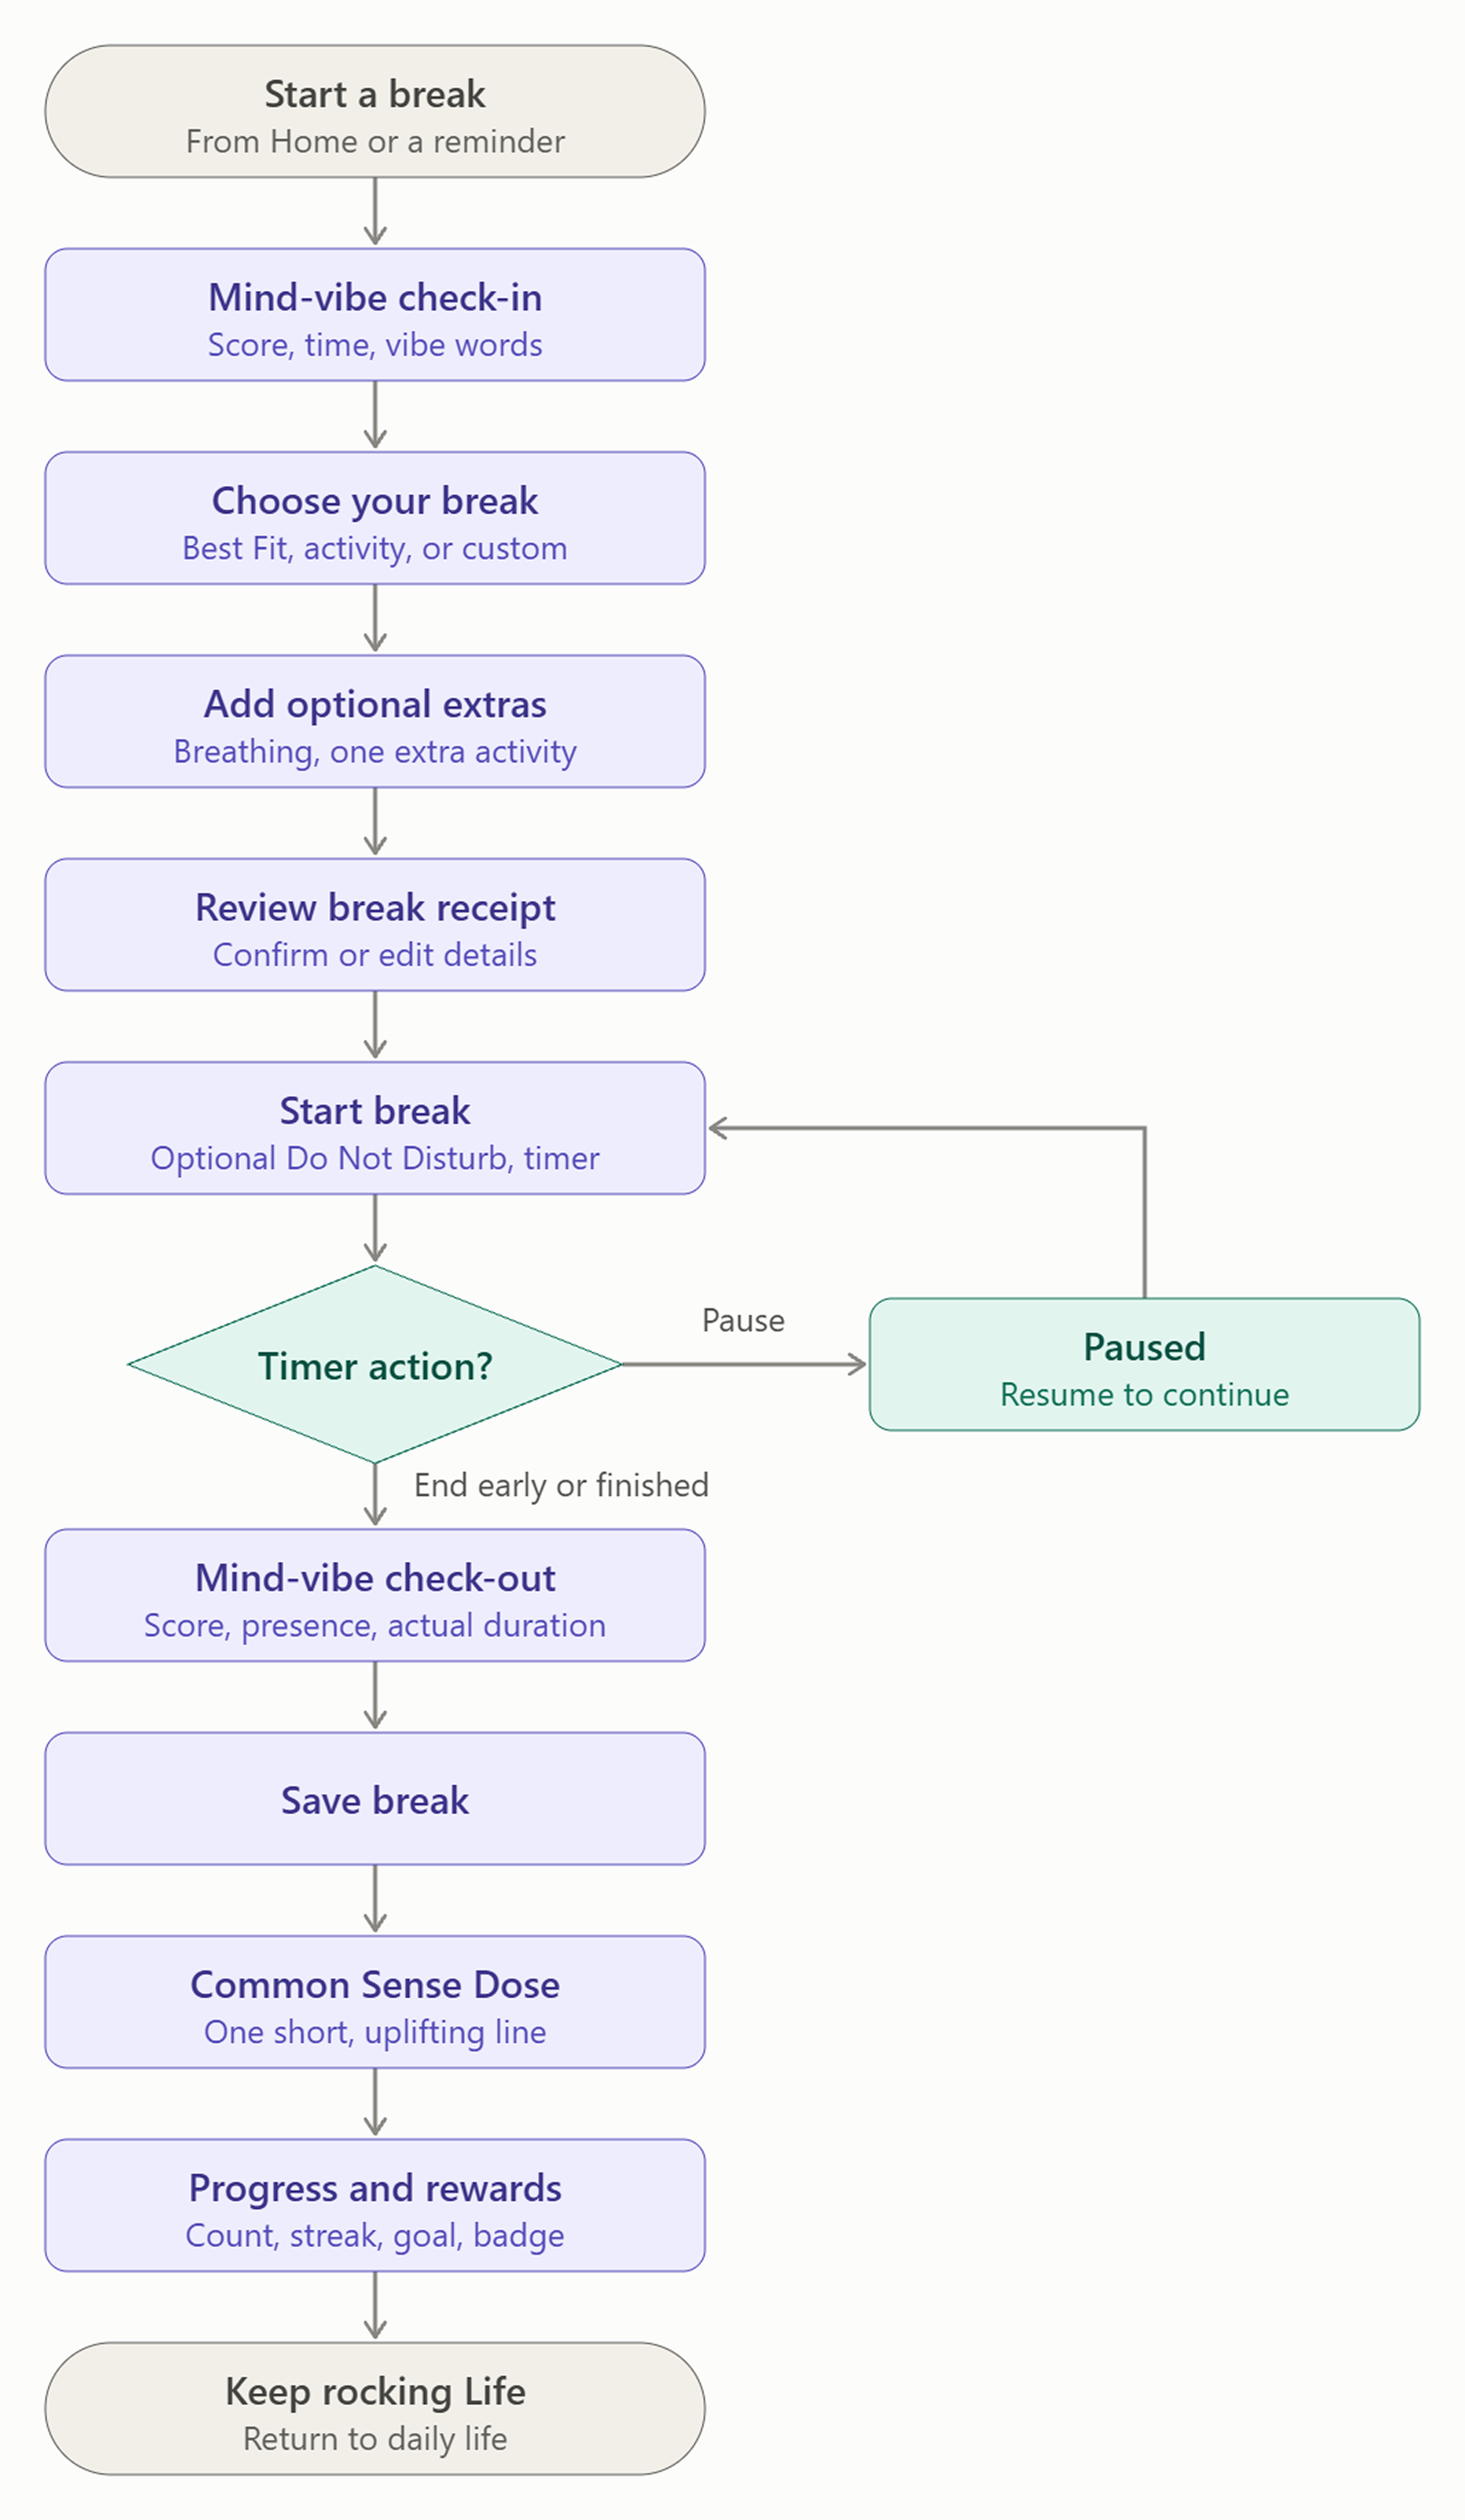 Start a break
From Home or a reminder
Mind-vibe check-in
Score, time, vibe words
Choose your break
Best Fit, activity, or custom
Add optional extras
Breathing, one extra activity
Review break receipt
Confirm or edit details
Start break
Optional Do Not Disturb, timer
Timer action?
Pause
Paused
Resume to continue
End early or finished
Mind-vibe check-out
Score, presence, actual duration
Save break
Common Sense Dose
One short, uplifting line
Progress and rewards
Count, streak, goal, badge
Keep rocking Life
Return to daily life